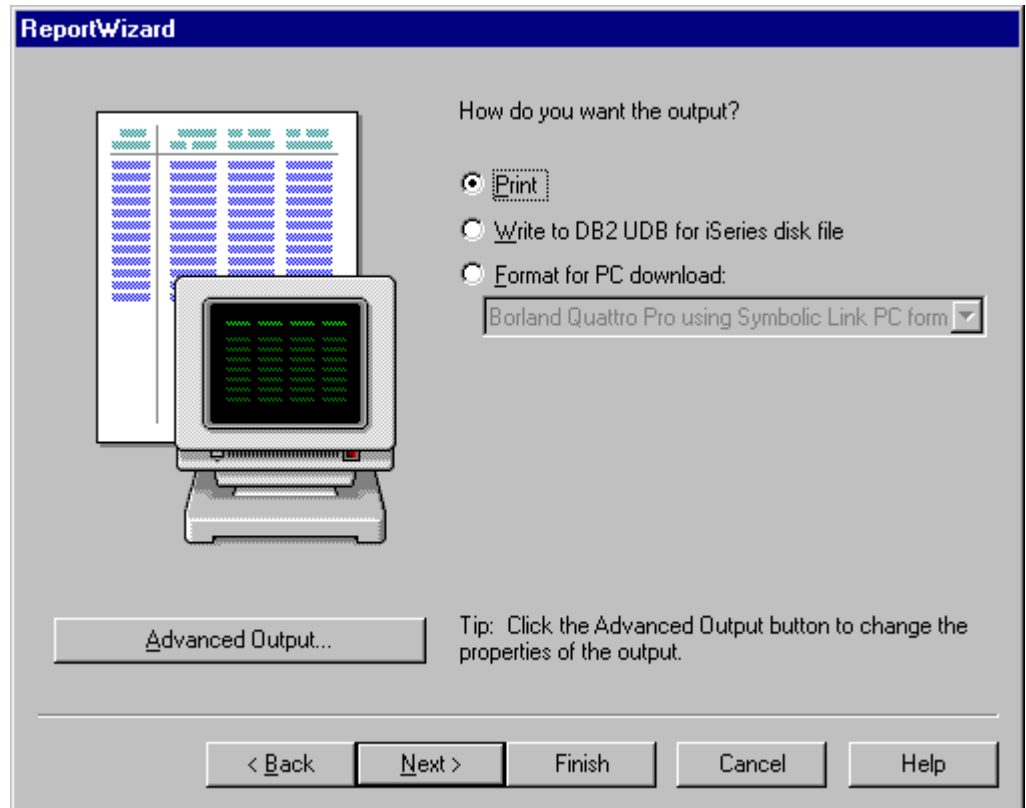 ReportWizard
How do you want the output?
Print
Write to DB2 UDB for iSeries disk file
Format for PC download:
Borland Quattro Pro using Symbolic Link PC form
Advanced Output...
Tip:  Click the Advanced Output button to change the
properties of the output.
< Back
Next >
Finish
Cancel
Help